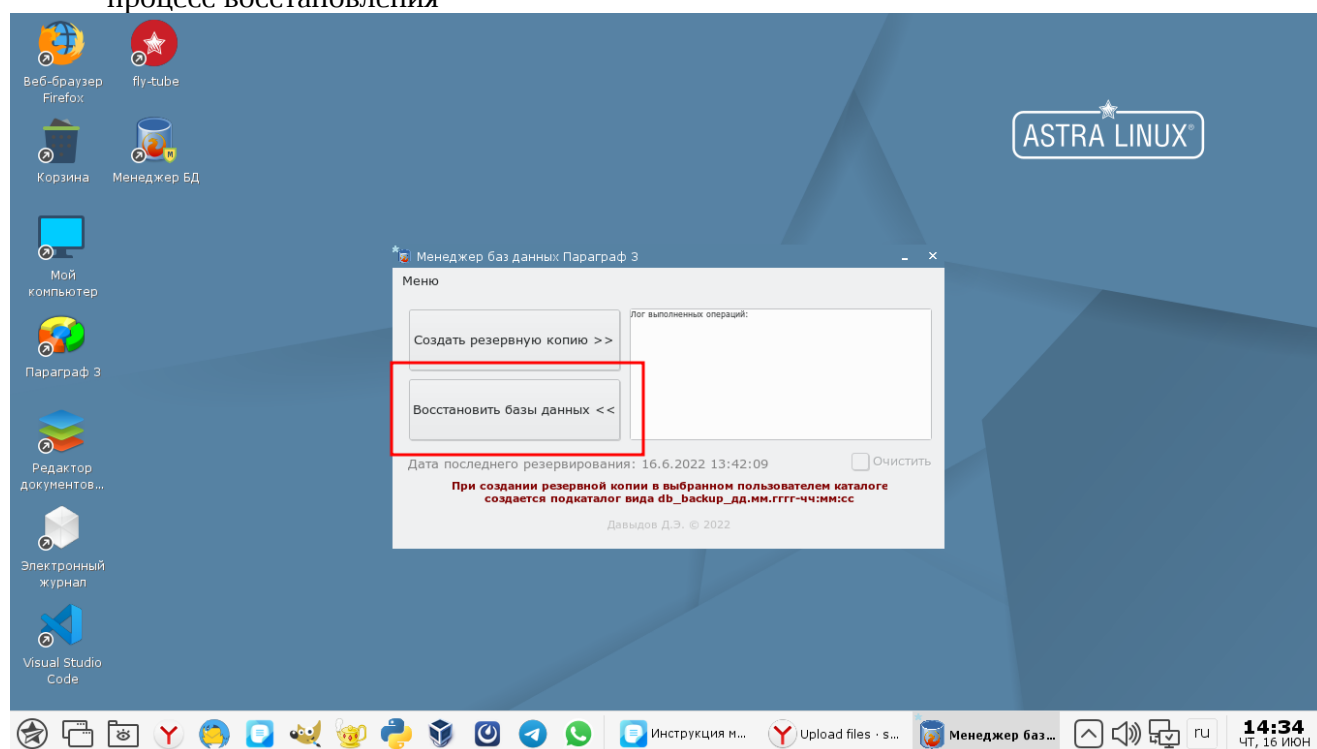 процесс восстановления
Веб-браузер
Firefox
fly-tube
ASTRA LINUX®
Корзина
Менеджер БД
Мой
компьютер
Параграф 3
Редактор
документов...
Электронный
журнал
Visual Studio
Code
Менеджер баз данных Параграф 3
Меню
Создать резервную копию >>
Лог выполненных операций:
Восстановить базы данных <<
Дата последнего резервирования: 16.6.2022 13:42:09
Очистить
При создании резервной копии в выбранном пользователем каталоге
создается подкаталог вида db_backup_дд.мм.гггг-чч:мм:сс
Давыдов Д.Э. © 2022
Инструкция м...
Upload files · s...
Менеджер баз...
ru
14:34
ЧТ, 16 ИЮН